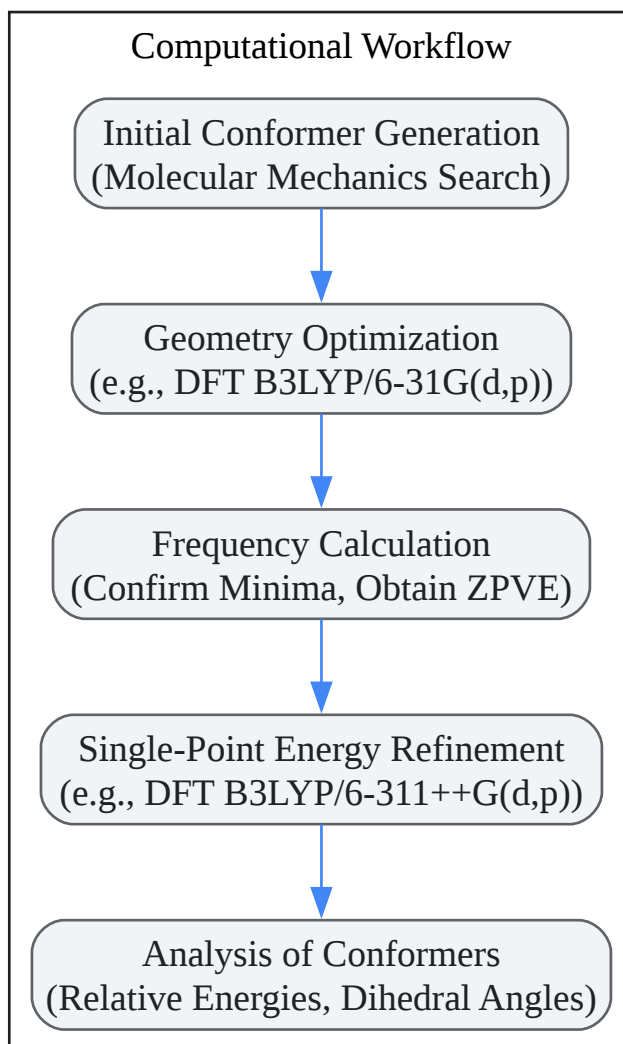 Computational Workflow
Initial Conformer Generation
(Molecular Mechanics Search)
Geometry Optimization
(e.g., DFT B3LYP/6-31G(d,p))
Frequency Calculation
(Confirm Minima, Obtain ZPVE)
Single-Point Energy Refinement
(e.g., DFT B3LYP/6-311++G(d,p))
Analysis of Conformers
(Relative Energies, Dihedral Angles)